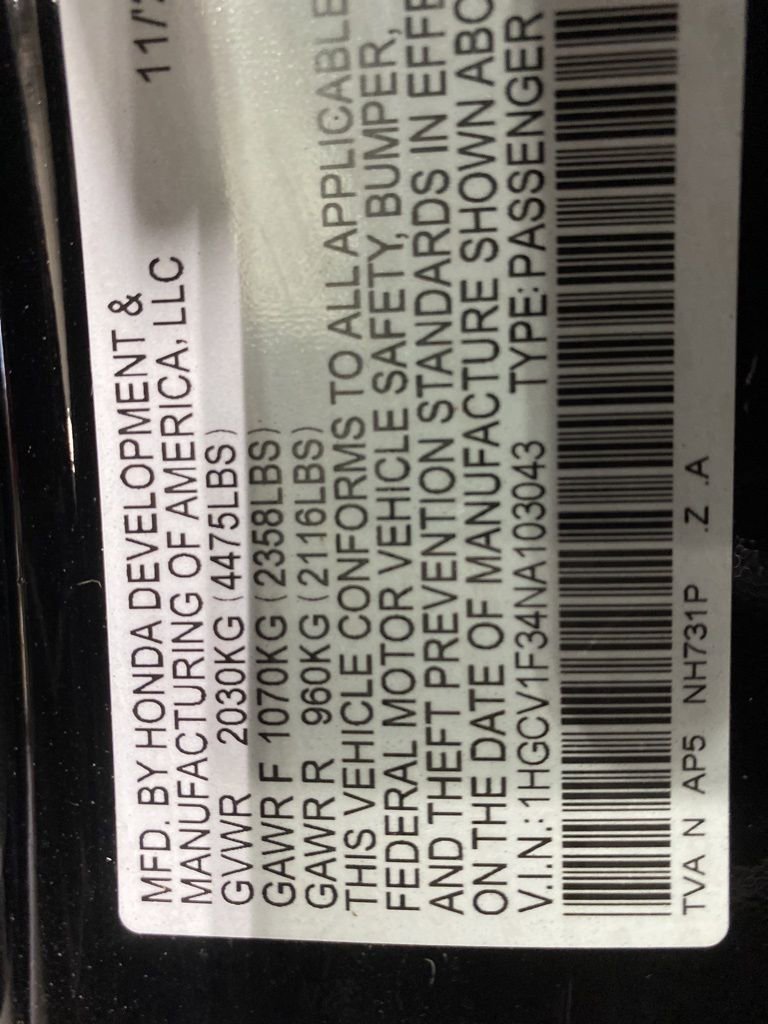 MFD. BY HONDA DEVELOPMENT & 11/
MANUFACTURING OF AMERICA, LLC
GVWR 2030KG (4475LBS)
GAWR F 1070KG (2358LBS)
GAWR R 960KG (2116LBS)
THIS VEHICLE CONFORMS TO ALL APPLICABLE
FEDERAL MOTOR VEHICLE SAFETY, BUMPER,
AND THEFT PREVENTION STANDARDS IN EFFE
ON THE DATE OF MANUFACTURE SHOWN ABO
V.I.N.: 1HGCV1F34NA103043 TYPE: PASSENGER
TVA N AP5 NH731P .Z .A